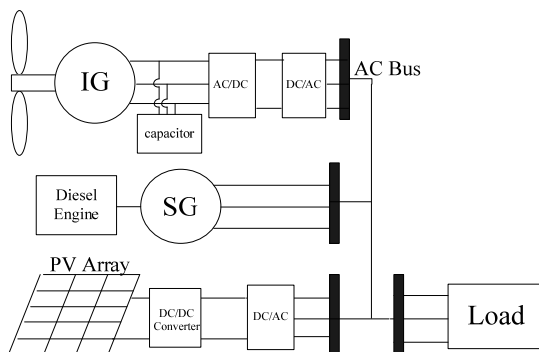 IG
AC/DC
DC/AC
AC Bus
capacitor
Diesel
Engine
SG
PV Array
DC/DC
Converter
DC/AC
Load